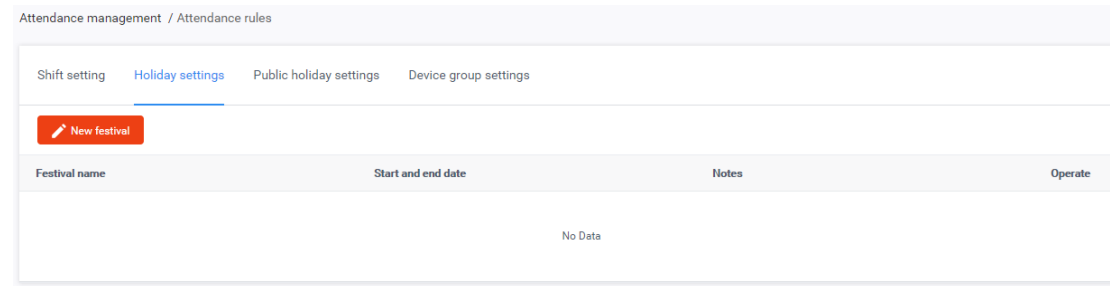 Attendance management / Attendance rules
Shift setting Holiday settings Public holiday settings Device group settings
New festival
Festival name Start and end date Notes Operate
No Data